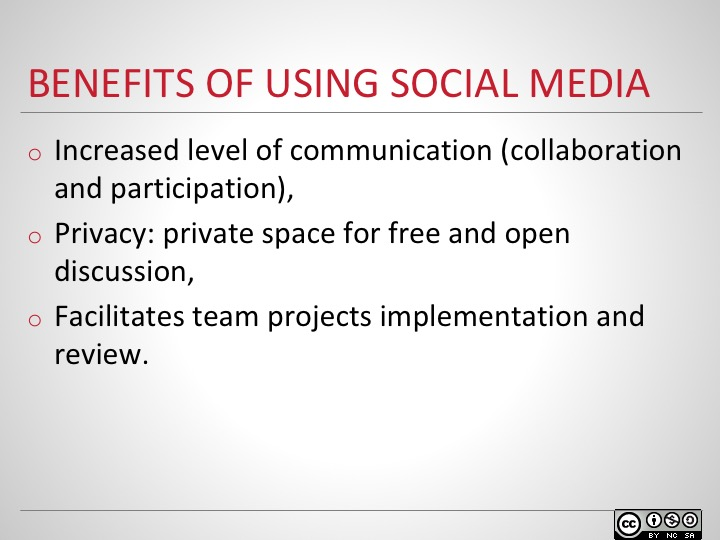 BENEFITS OF USING SOCIAL MEDIA
o Increased level of communication (collaboration
and participation),
o Privacy: private space for free and open
discussion,
o Facilitates team projects implementation and
review.
cc
BY NC SA